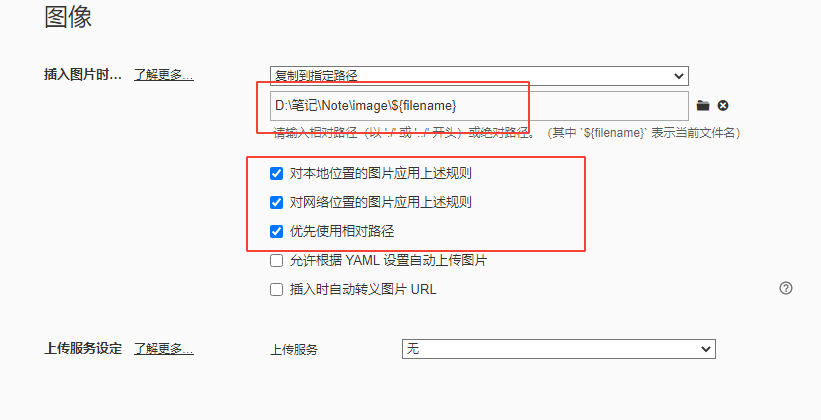 图像
插入图片时... 了解更多... 复制到指定路径
D:\笔记\Note\image\${filename}
请输入相对路径（以 './' 或 '../' 开头）或绝对路径。（其中 `${filename}` 表示当前文件名）
对本地位置的图片应用上述规则
对网络位置的图片应用上述规则
优先使用相对路径
允许根据 YAML 设置自动上传图片
插入时自动转义图片 URL
上传服务设定 了解更多... 上传服务 无